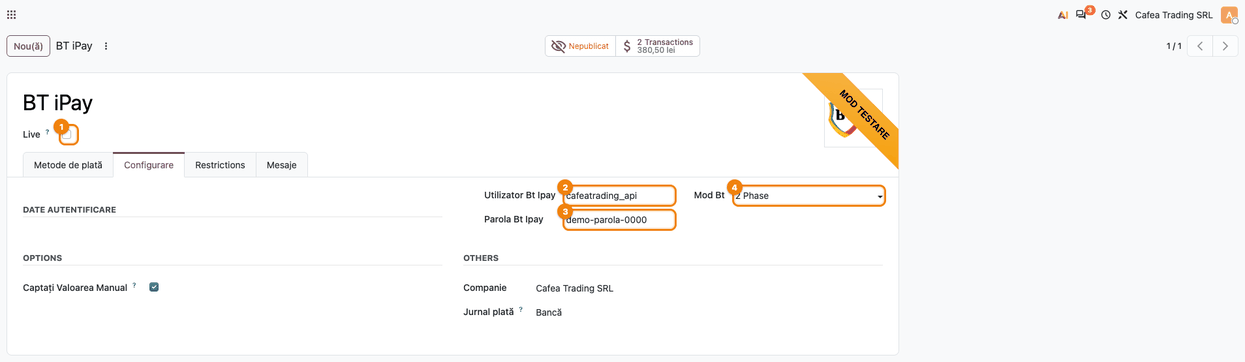 3
Cafea Trading SRL
A
Nou(ă)
BT iPay
Nepublicat
2 Transactions
380,50 lei
1 / 1
BT iPay
MOD TESTARE
B
Live ?
1
Metode de plată
Configurare
Restrictions
Mesaje
DATE AUTENTIFICARE
Utilizator Bt Ipay
2
cafeatrading_api
Mod Bt
4
2 Phase
Parola Bt Ipay
3
demo-parola-0000
OPTIONS
Captați Valoarea Manual ?
OTHERS
Companie
Cafea Trading SRL
Jurnal plată ?
Bancă